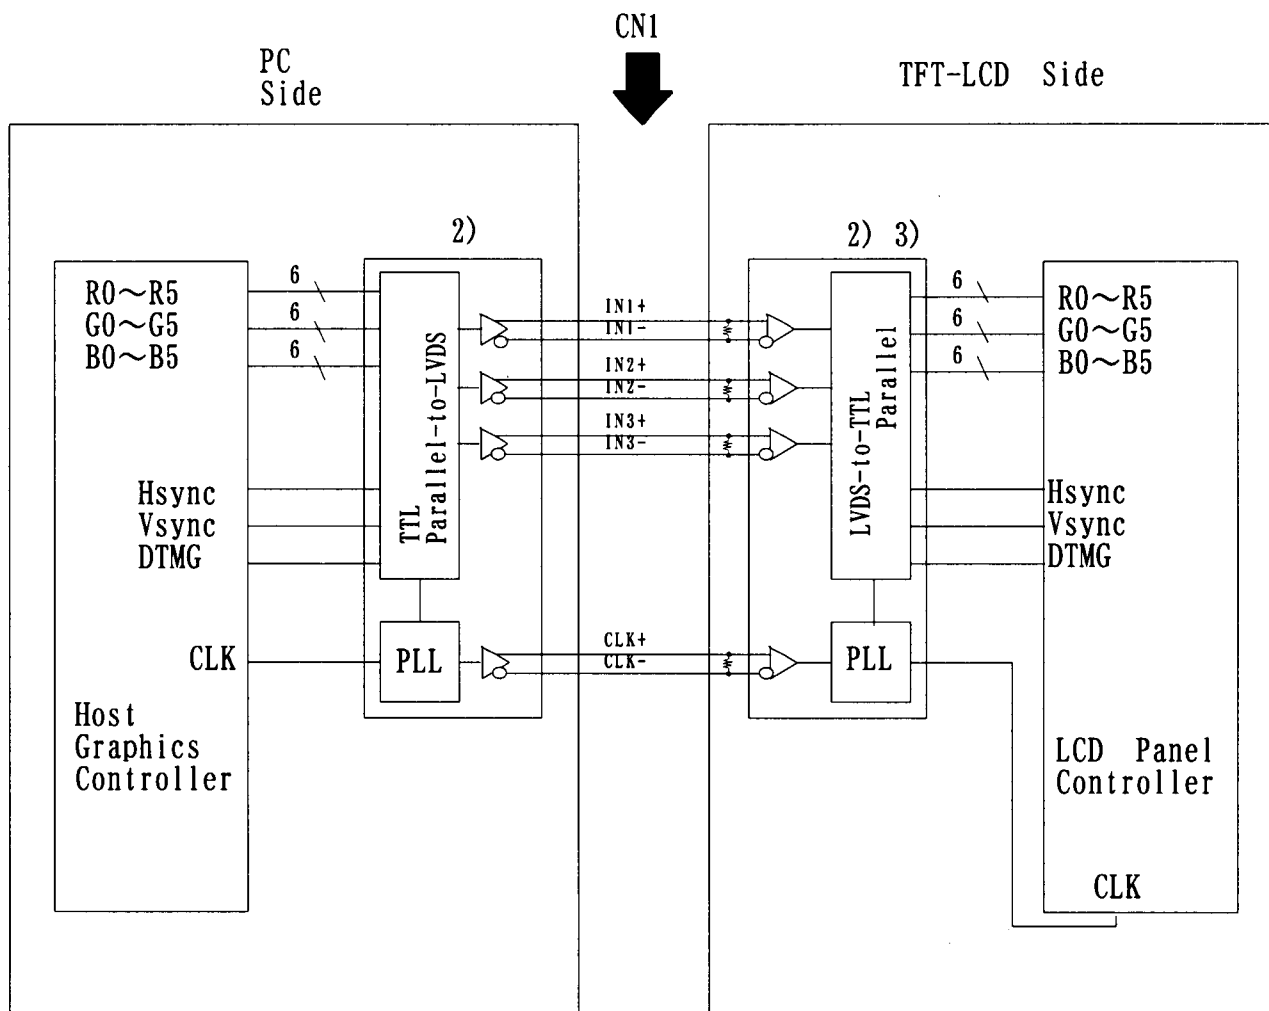 CN1
PC
Side
TFT-LCD Side
2)
2) 3)
R0～R5
G0～G5
B0～B5
6
6
6
Hsync
Vsync
DTMG
CLK
Host
Graphics
Controller
TTL
Parallel-to-LVDS
PLL
IN1+
IN1-
IN2+
IN2-
IN3+
IN3-
CLK+
CLK-
LVDS-to-TTL
Parallel
PLL
6
6
6
R0～R5
G0～G5
B0～B5
Hsync
Vsync
DTMG
LCD Panel
Controller
CLK